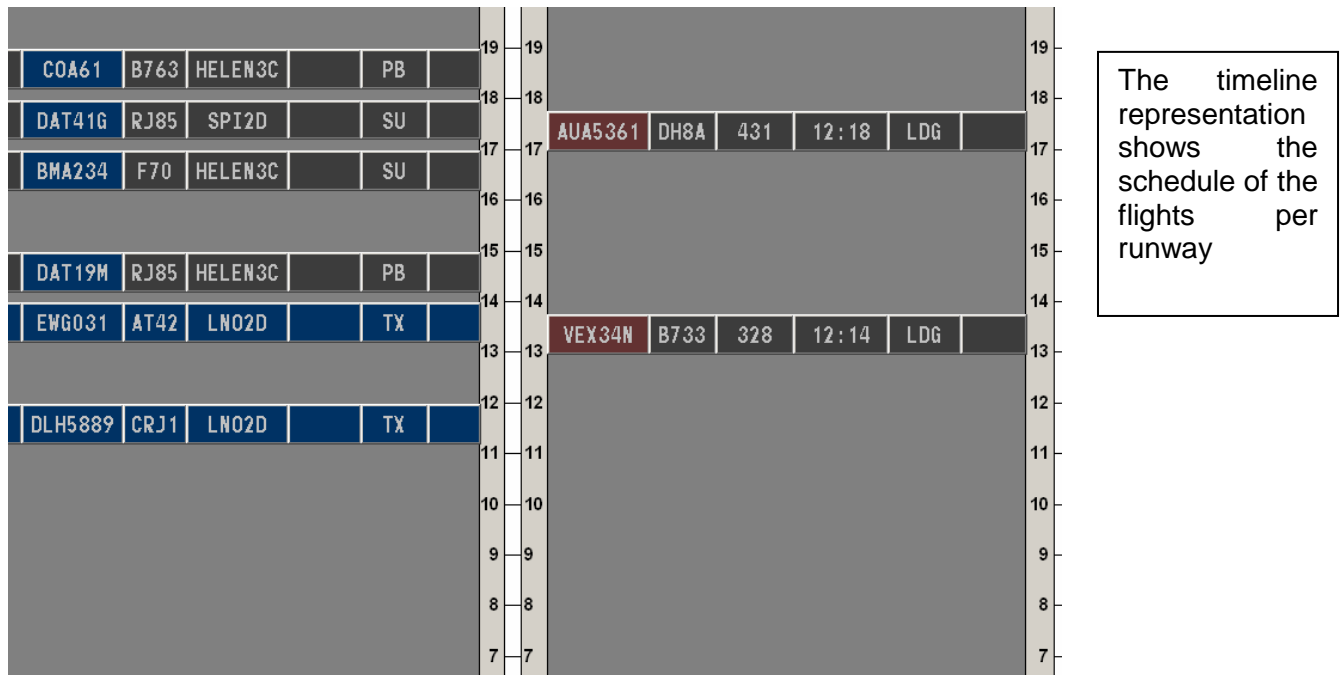 19 19 19
COA61 B763 HELEN3C PB
18 18 18
DAT41G RJ85 SPI2D SU
AUA5361 DH8A 431 12:18 LDG
17 17 17
BMA234 F70 HELEN3C SU
16 16 16
15 15 15
DAT19M RJ85 HELEN3C PB
14 14 14
EWG031 AT42 LNO2D TX
VEX34N B733 328 12:14 LDG
13 13 13
12 12 12
DLH5889 CRJ1 LNO2D TX
11 11 11
10 10 10
9 9 9
8 8 8
7 7 7
The timeline
representation
shows the
schedule of the
flights per
runway